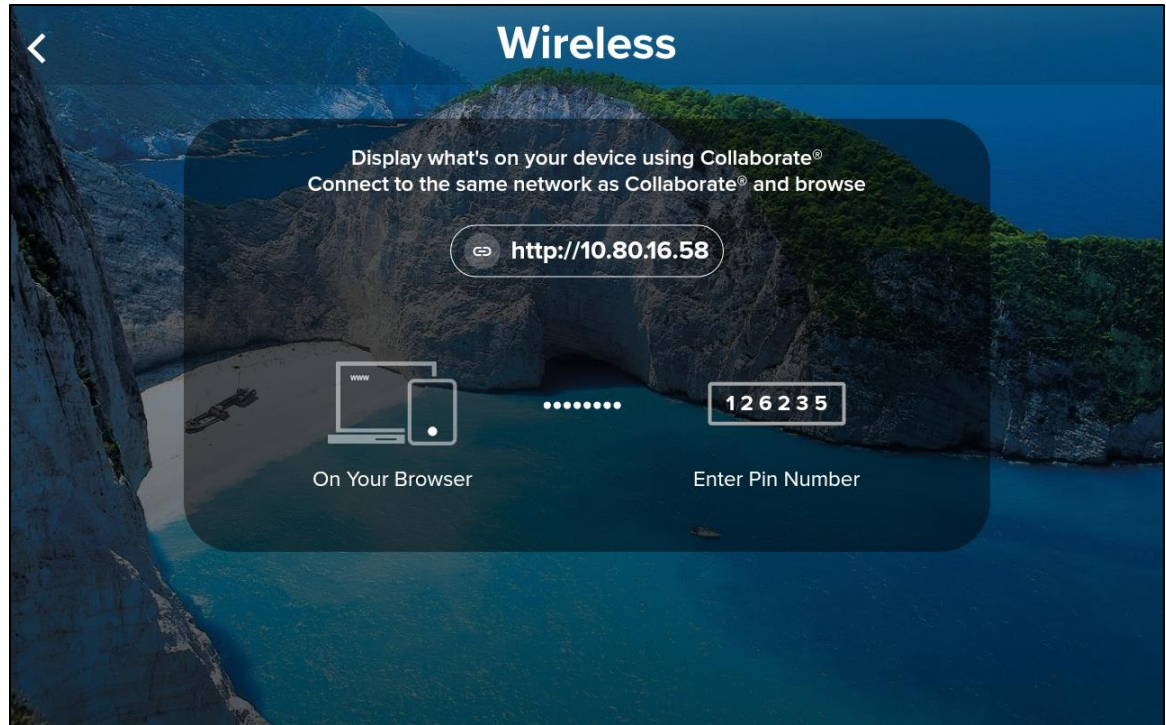 Wireless
Display what's on your device using Collaborate®
Connect to the same network as Collaborate® and browse
http://10.80.16.58
www
126235
On Your Browser
Enter Pin Number